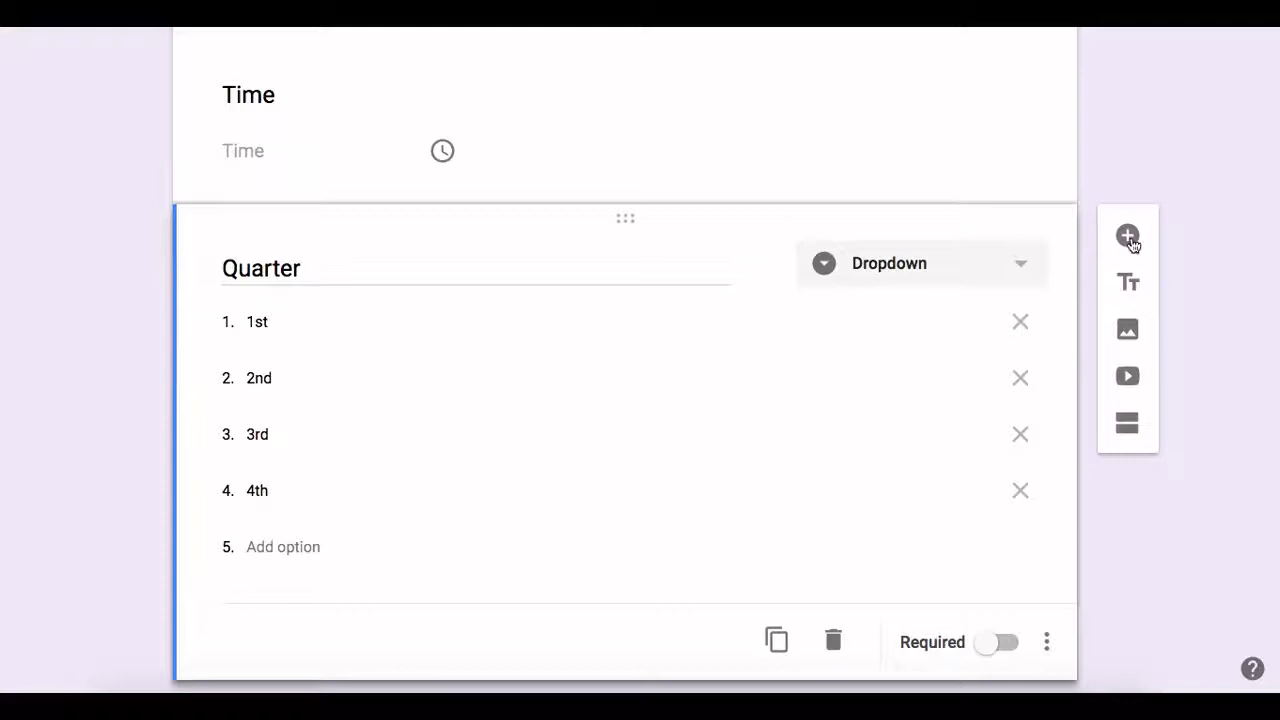 Time
Time
Quarter
Dropdown
1. 1st
2. 2nd
3. 3rd
4. 4th
5. Add option
Required